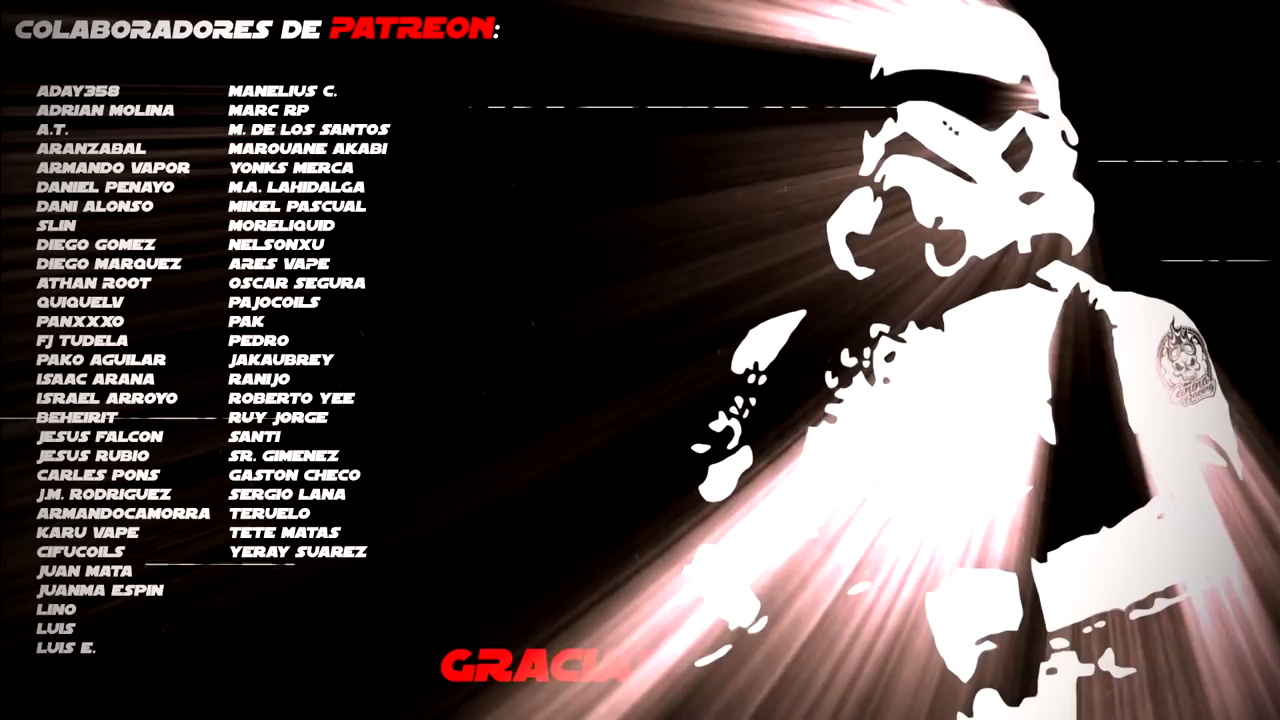 COLABORADORES DE PATREON:
ADAY358
ADRIAN MOLINA
A.T.
ARANZABAL
ARMANDO VAPOR
DANIEL PENAYO
DANI ALONSO
SLIN
DIEGO GOMEZ
DIEGO MARQUEZ
ATHAN ROOT
QUIQUELV
PANXXXO
FJ TUDELA
PAKO AGUILAR
ISAAC ARANA
ISRAEL ARROYO
BEHEIRIT
JESUS FALCON
JESUS RUBIO
CARLES PONS
J.M. RODRIGUEZ
ARMANDOCAMORRA
KARU VAPE
CIFUCOILS
JUAN MATA
JUANMA ESPIN
LINO
LUIS
LUIS E.
MANELIUS C.
MARC RP
M. DE LOS SANTOS
MAROUANE AKABI
YONKS MERCA
M.A. LAHIDALGA
MIKEL PASCUAL
MORELIQUID
NELSONXU
ARES VAPE
OSCAR SEGURA
PAJOCOILS
PAK
PEDRO
JAKAUBREY
RANIJO
ROBERTO YEE
RUY JORGE
SANTI
SR. GIMENEZ
GASTON CHECO
SERGIO LANA
TERUELO
TETE MATAS
YERAY SUAREZ
GRACIA